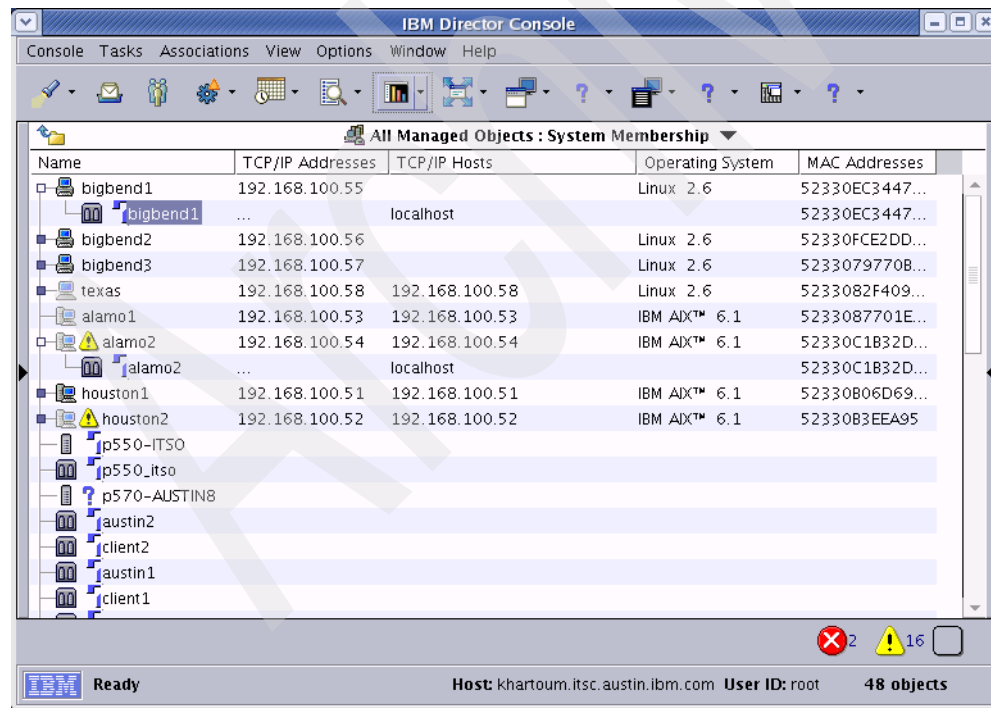 IBM Director Console
Console Tasks Associations View Options Window Help
All Managed Objects : System Membership
Name TCP/IP Addresses TCP/IP Hosts Operating System MAC Addresses
bigbend1 192.168.100.55 Linux 2.6 52330EC3447...
bigbend1 ... localhost 52330EC3447...
bigbend2 192.168.100.56 Linux 2.6 52330FCE2DD...
bigbend3 192.168.100.57 Linux 2.6 5233079770B...
texas 192.168.100.58 192.168.100.58 Linux 2.6 5233082F409...
alamo1 192.168.100.53 192.168.100.53 IBM AIX™ 6.1 5233087701E...
alamo2 192.168.100.54 192.168.100.54 IBM AIX™ 6.1 52330C1B32D...
alamo2 ... localhost 52330C1B32D...
houston1 192.168.100.51 192.168.100.51 IBM AIX™ 6.1 52330B06D69...
houston2 192.168.100.52 192.168.100.52 IBM AIX™ 6.1 52330B3EEA95
p550-ITSO
p550_itso
? p570-AUSTIN8
austin2
client2
austin1
client1
2 16
IBM Ready Host: khartoum.itsc.austin.ibm.com User ID: root 48 objects